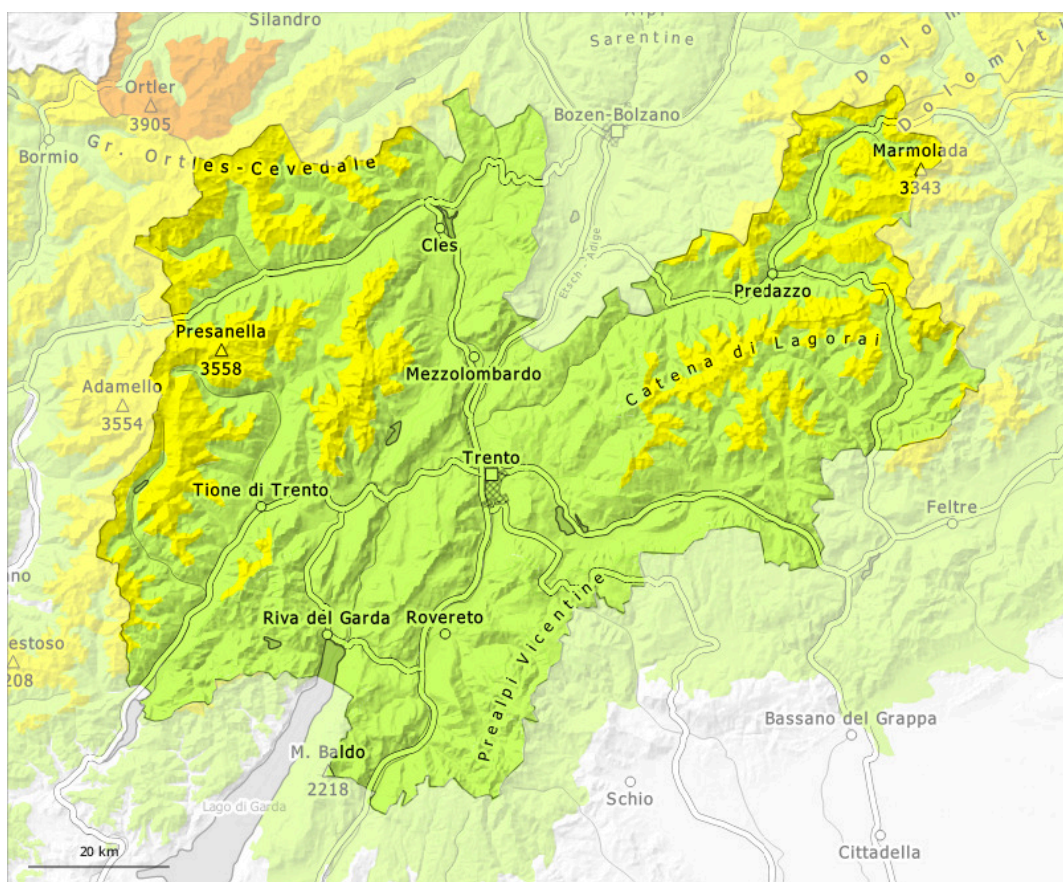 Silandro
Sarentine
Ortler
3905
Bozen-Bolzano
Bormio
Gr. Ortles-Cevedale
Marmolada
3343
Cles
Etsch - Adige
Predazzo
Presanella
3558
Mezzolombardo
Catena di Lagorai
Adamello
3554
Trento
Tione di Trento
Feltre
Riva del Garda
Rovereto
208
Prealpi Vicentine
Bassano del Grappa
M. Baldo
2218
Lago di Garda
Schio
20 km
Cittadella